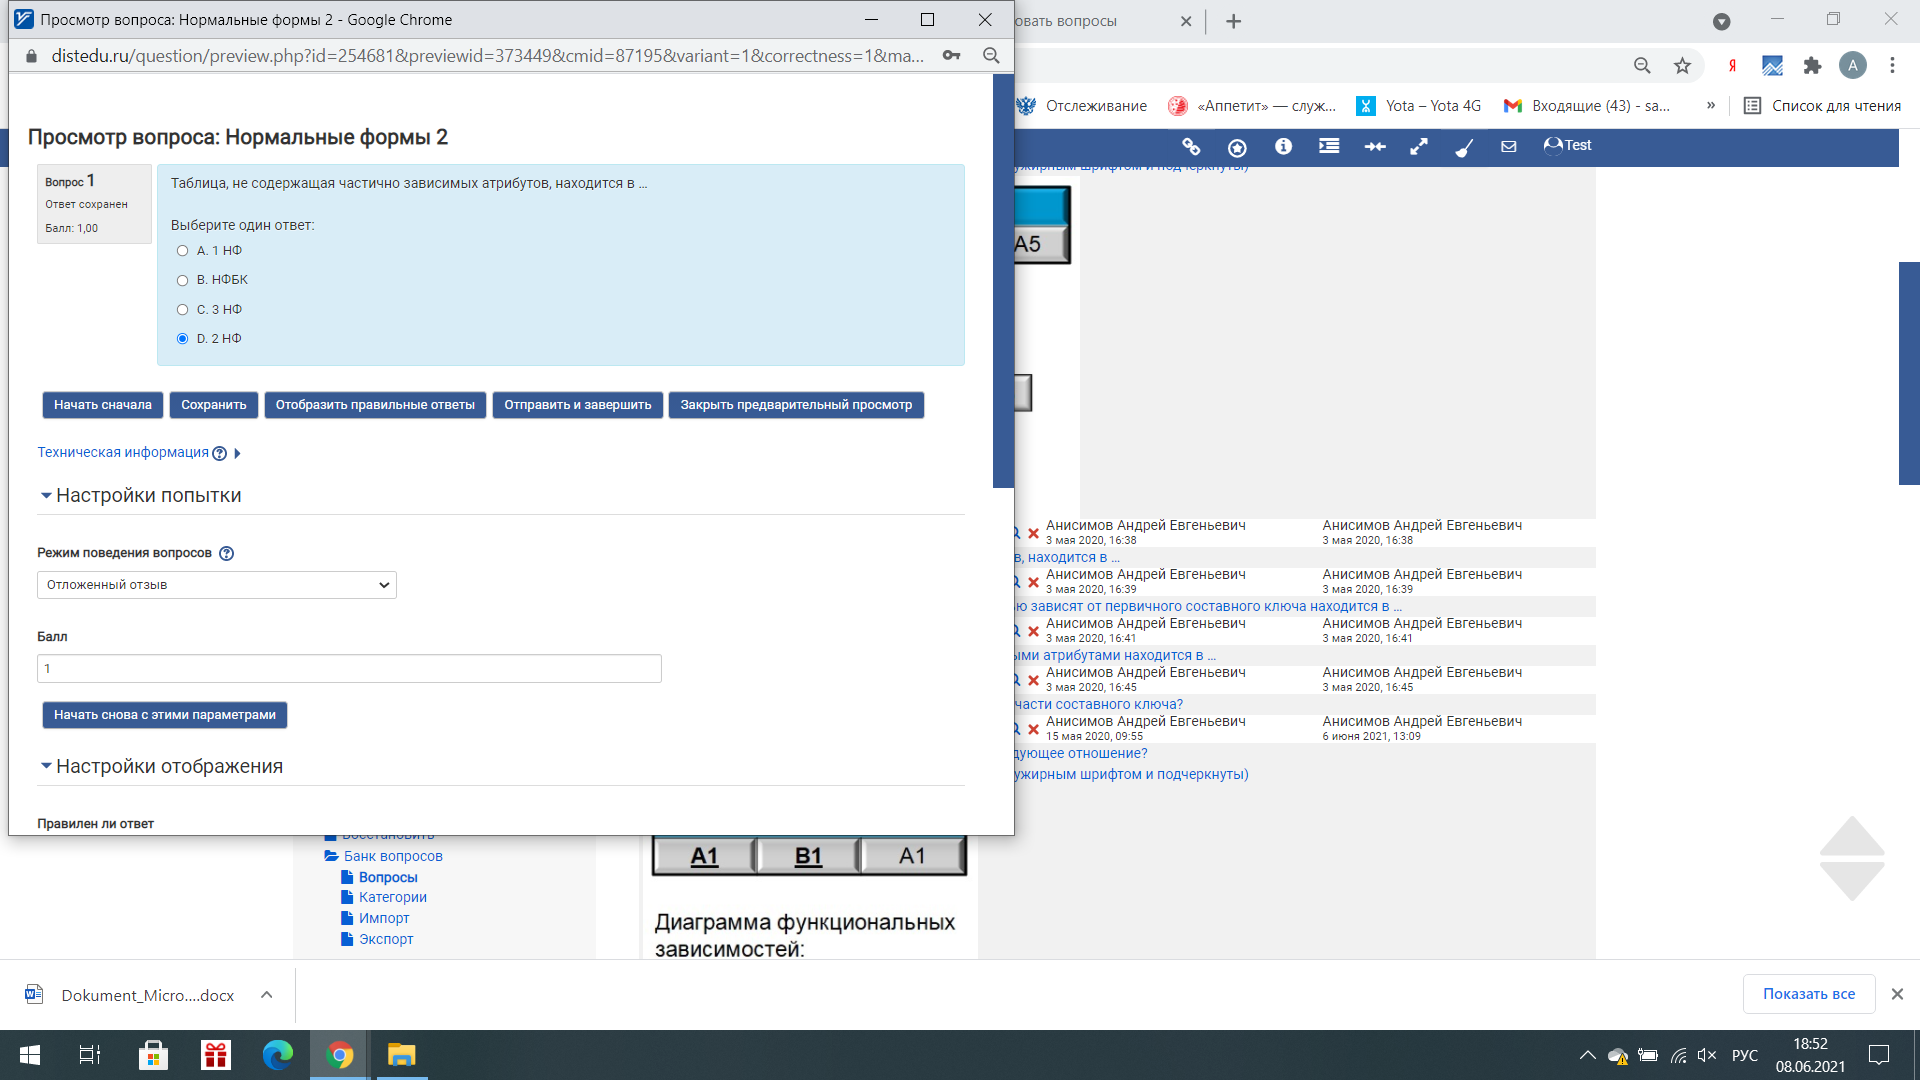 Просмотр вопроса: Нормальные формы 2 - Google Chrome
distedu.ru/question/preview.php?id=254681&previewid=373449&cmid=87195&variant=1&correctness=1&ma...
овать вопросы
Отслеживание
«Аппетит» — служ...
Yota – Yota 4G
Входящие (43) - sa...
»
Список для чтения
Я
A
Test
Просмотр вопроса: Нормальные формы 2
Вопрос 1
Ответ сохранен
Балл: 1,00
Таблица, не содержащая частично зависимых атрибутов, находится в ...
Выберите один ответ:
A. 1 НФ
B. НФБК
C. 3 НФ
D. 2 НФ
Начать сначала
Сохранить
Отобразить правильные ответы
Отправить и завершить
Закрыть предварительный просмотр
Техническая информация
Настройки попытки
Режим поведения вопросов
Отложенный отзыв
Балл
1
Начать снова с этими параметрами
Настройки отображения
Правилен ли ответ
ужирным шрифтом и подчеркнуты)
A5
Анисимов Андрей Евгеньевич
3 мая 2020, 16:38
Анисимов Андрей Евгеньевич
3 мая 2020, 16:38
в, находится в ...
Анисимов Андрей Евгеньевич
3 мая 2020, 16:39
Анисимов Андрей Евгеньевич
3 мая 2020, 16:39
ью зависят от первичного составного ключа находится в ...
Анисимов Андрей Евгеньевич
3 мая 2020, 16:41
Анисимов Андрей Евгеньевич
3 мая 2020, 16:41
ыми атрибутами находится в ...
Анисимов Андрей Евгеньевич
3 мая 2020, 16:45
Анисимов Андрей Евгеньевич
3 мая 2020, 16:45
части составного ключа?
Анисимов Андрей Евгеньевич
15 мая 2020, 09:55
Анисимов Андрей Евгеньевич
6 июня 2021, 13:09
дующее отношение?
ужирным шрифтом и подчеркнуты)
Восстановить
Банк вопросов
Вопросы
Категории
Импорт
Экспорт
A1 B1 A1
Диаграмма функциональных
зависимостей:
Dokument_Micro....docx
Показать все
РУС
18:52
08.06.2021